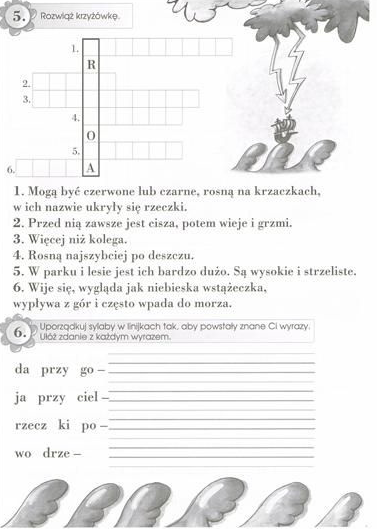 5. Rozwiąż krzyżówkę.
1.
R
2.
3.
4.
O
5.
6. A
1. Mogą być czerwone lub czarne, rosną na krzaczkach,
w ich nazwie ukryły się rzeczki.
2. Przed nią zawsze jest cisza, potem wieje i grzmi.
3. Więcej niż kolega.
4. Rosną najszybciej po deszczu.
5. W parku i lesie jest ich bardzo dużo. Są wysokie i strzeliste.
6. Wije się, wygląda jak niebieska wstążeczka,
wypływa z gór i często wpada do morza.
6. Uporządkuj sylaby w linijkach tak, aby powstały znane Ci wyrazy.
Ułóż zdanie z każdym wyrazem.
da przy go –
ja przy ciel –
rzecz ki po –
wo drze –